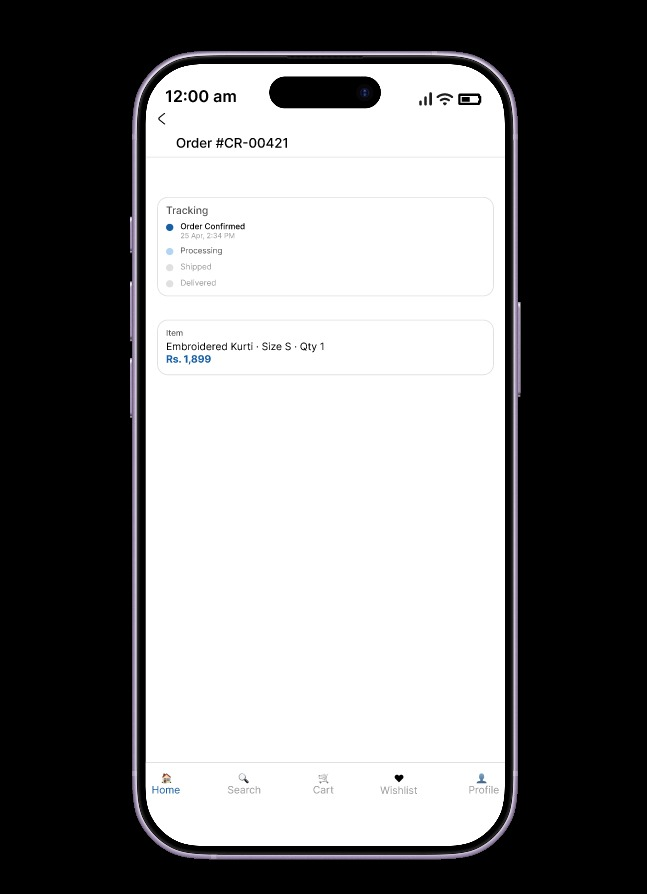 12:00 am
Order #CR-00421
Tracking
Order Confirmed
25 Apr, 2:34 PM
Processing
Shipped
Delivered
Item
Embroidered Kurti · Size S · Qty 1
Rs. 1,899
Home Search Cart Wishlist Profile